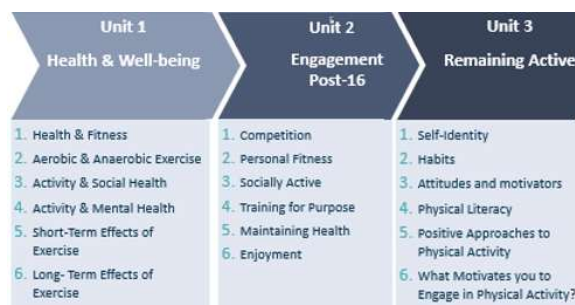 Unit 1
Health & Well-being
1. Health & Fitness
2. Aerobic & Anaerobic Exercise
3. Activity & Social Health
4. Activity & Mental Health
5. Short-Term Effects of
Exercise
6. Long- Term Effects of
Exercise
Unit 2
Engagement
Post-16
1. Competition
2. Personal Fitness
3. Socially Active
4. Training for Purpose
5. Maintaining Health
6. Enjoyment
Unit 3
Remaining Active
1. Self-Identity
2. Habits
3. Attitudes and motivators
4. Physical Literacy
5. Positive Approaches to
Physical Activity
6. What Motivates you to
Engage in Physical Activity?